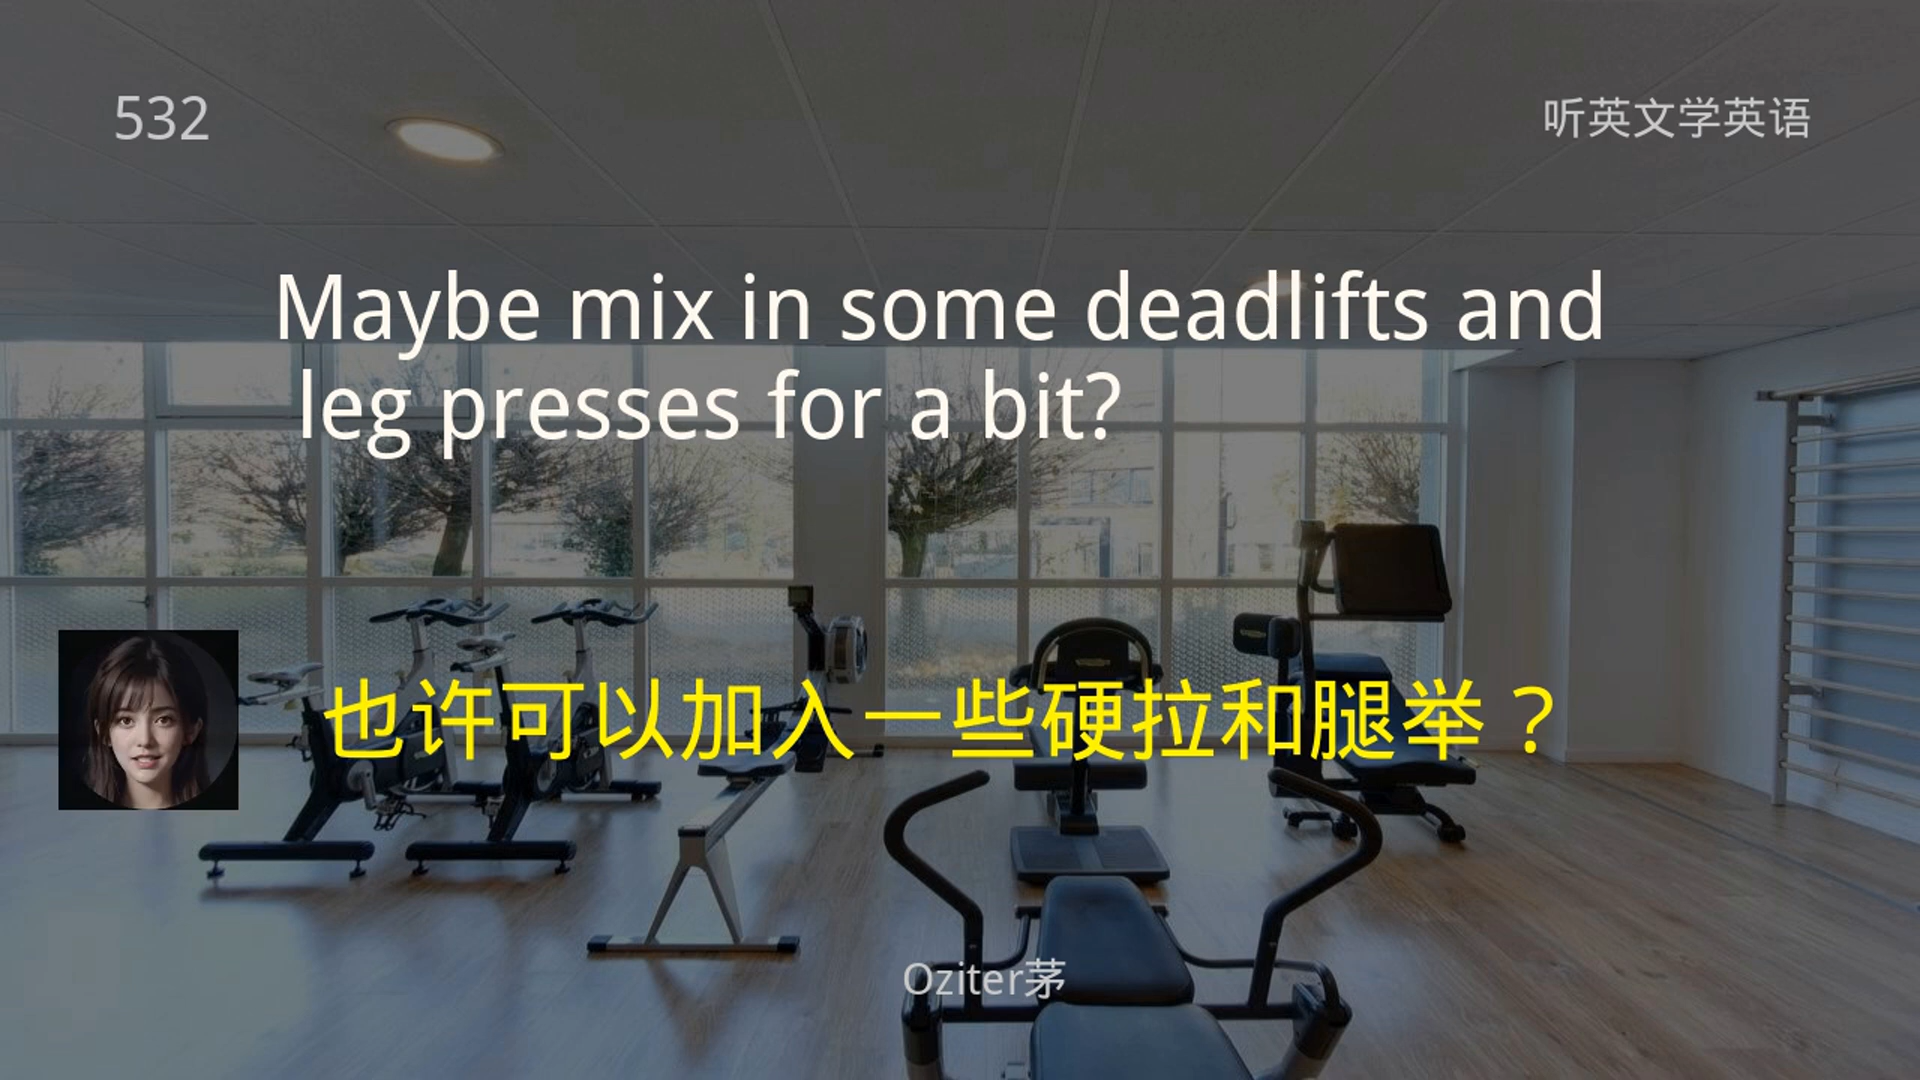 532
听英文学英语
Maybe mix in some deadlifts and
leg presses for a bit?
也许可以加入一些硬拉和腿举？
Oziter茅